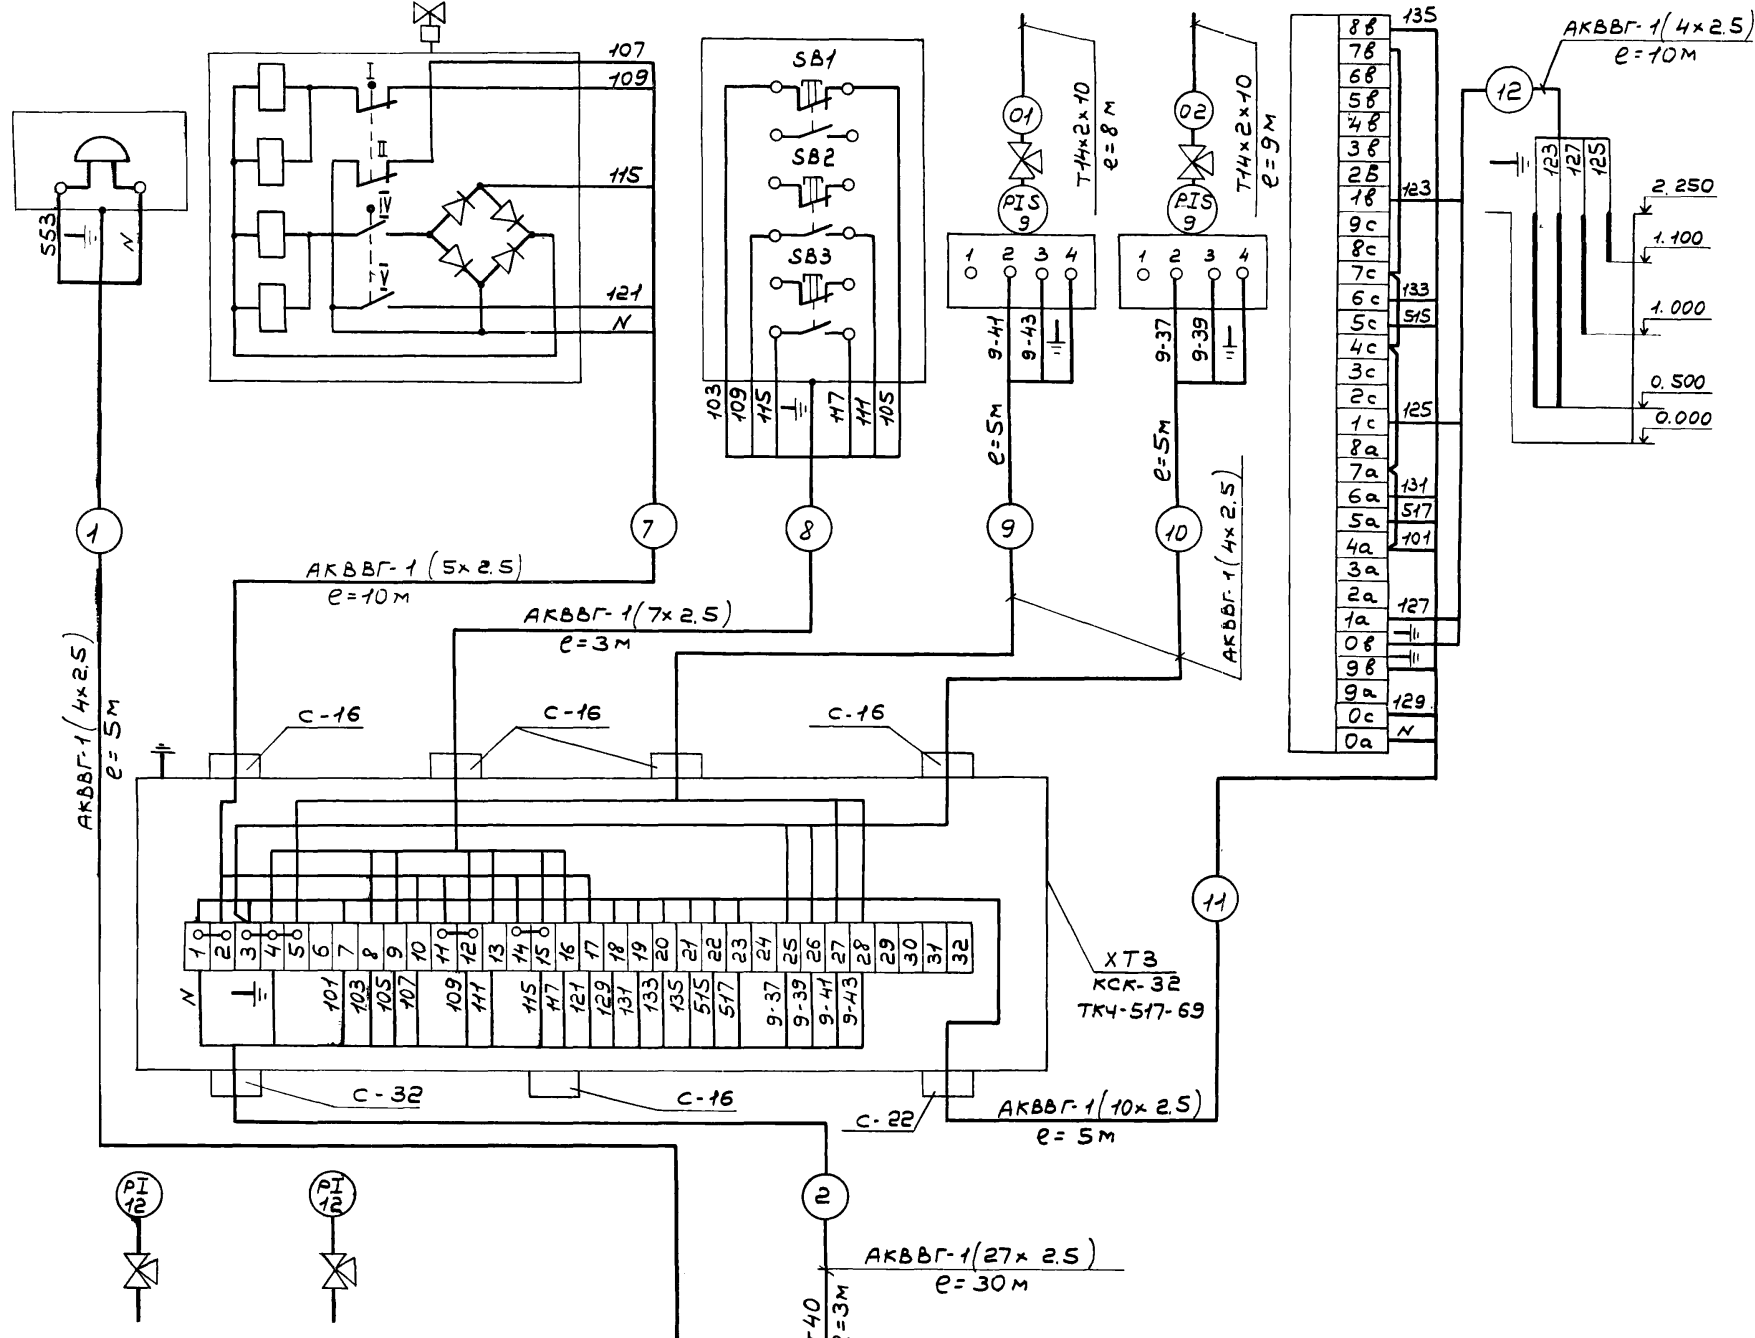 553
N
АКВВГ-1(4×2.5)
e=5м
1
I
II
IV
V
107
109
115
121
N
7
АКВВГ-1(5×2.5)
e=10м
SB1
SB2
SB3
103
109
115
117
111
105
8
АКВВГ-1(7×2.5)
e=3м
01
T14×2×10
e=8м
PIS
9
1 2 3 4
9-41
9-43
e=5м
9
02
T14×2×10
e=9м
PIS
9
1 2 3 4
9-37
9-39
e=5м
10
АКВВГ-1(4×2.5)
8в
7в
6в
5в
4в
3в
2в
1в
9с
8с
7с
6с
5с
4с
3с
2с
1с
8а
7а
6а
5а
4а
3а
2а
1а
0в
9в
9а
0с
0а
135
123
133
515
125
131
517
101
127
129
N
12
АКВВГ-1(4×2.5)
e=10м
123
127
125
2.250
1.100
1.000
0.500
0.000
11
С-16
С-16
С-16
1 2 3 4 5 6 7 8 9 10 11 12 13 14 15 16 17 18 19 20 21 22 23 24 25 26 27 28 29 30 31 32
N 101 103 105 107 109 111 115 117 121 129 131 133 135 515 517 9-37 9-39 9-41 9-43
ХТ3
КСК-32
ТК4-517-69
С-32
С-16
С-22
АКВВГ-1(10×2.5)
e=5м
PI
12
PI
12
2
АКВВГ-1(27×2.5)
e=30м